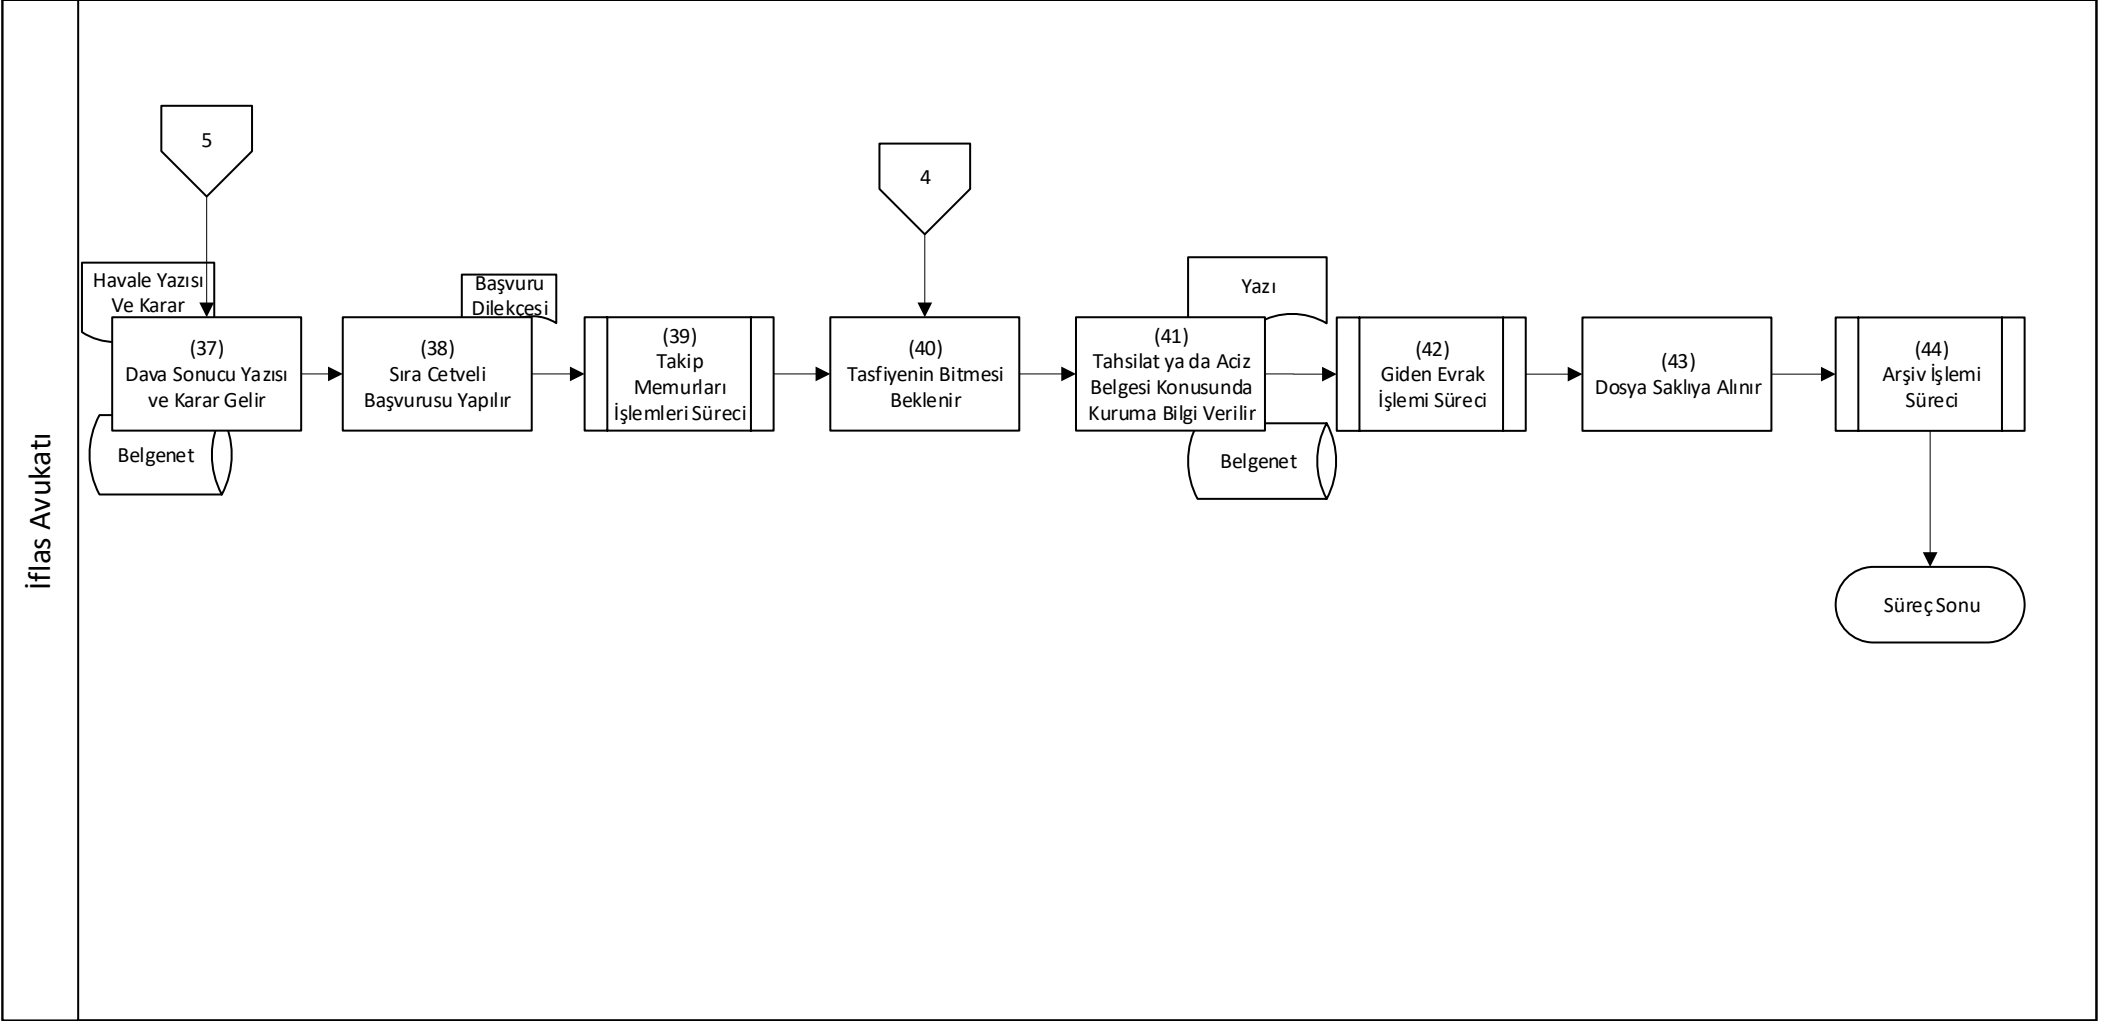 İflas Avukatı
5
Havale Yazısı
Ve Karar
(37)
Dava Sonucu Yazısı
ve Karar Gelir
Belgenet
Başvuru
Dilekçesi
(38)
Sıra Cetveli
Başvurusu Yapılır
(39)
Takip
Memurları
İşlemleri Süreci
4
(40)
Tasfiyenin Bitmesi
Beklenir
Yazı
(41)
Tahsilat ya da Aciz
Belgesi Konusunda
Kuruma Bilgi Verilir
Belgenet
(42)
Giden Evrak
İşlemi Süreci
(43)
Dosya Saklıya Alınır
(44)
Arşiv İşlemi
Süreci
Süreç Sonu